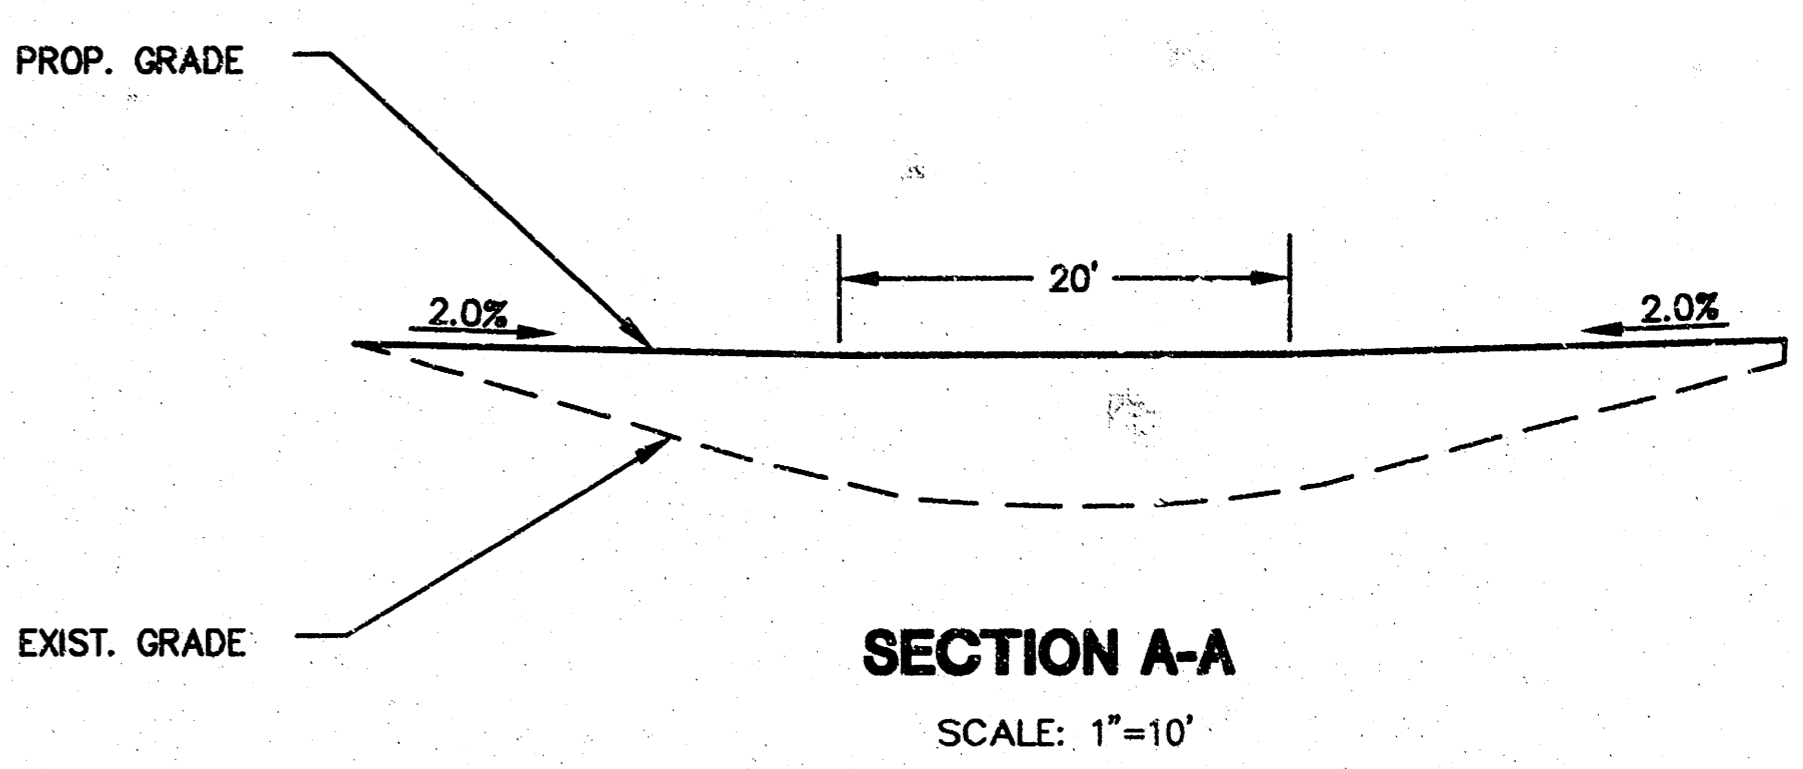 PROP. GRADE
20'
2.0%
2.0%
EXIST. GRADE
SECTION A-A
SCALE: 1"=10'